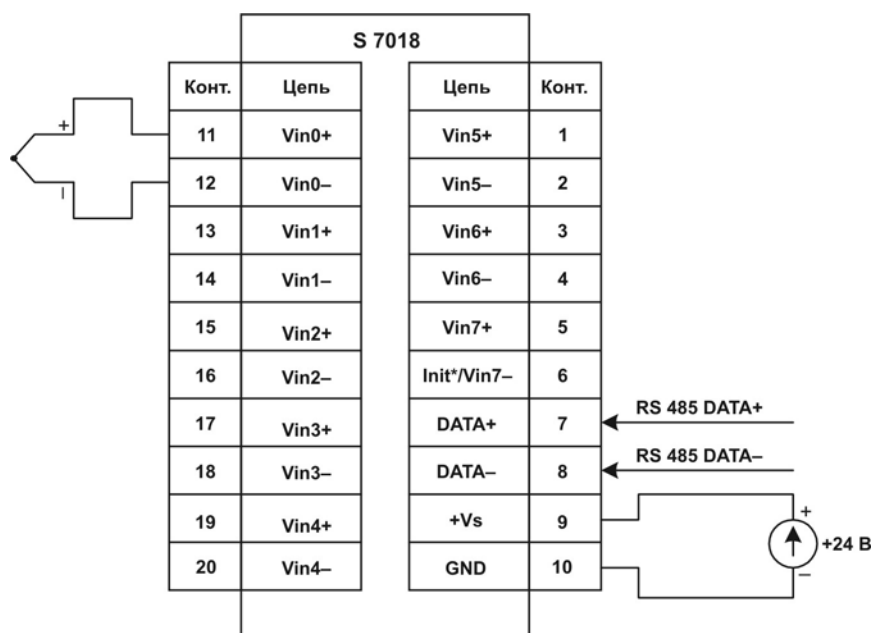 S 7018
Конт. Цепь Цепь Конт.
+ 11 Vin0+ Vin5+ 1
– 12 Vin0– Vin5– 2
13 Vin1+ Vin6+ 3
14 Vin1– Vin6– 4
15 Vin2+ Vin7+ 5
16 Vin2– Init*/Vin7– 6
17 Vin3+ DATA+ 7 RS 485 DATA+
18 Vin3– DATA– 8 RS 485 DATA–
19 Vin4+ +Vs 9 +
+24 В
20 Vin4– GND 10 –